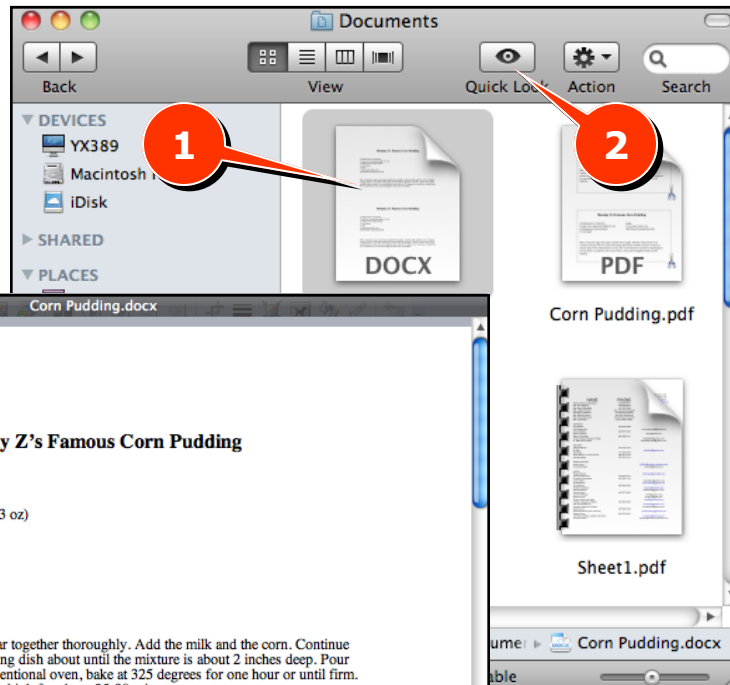 Documents
Back
View
Quick Look
Action
Search
DEVICES
YX389
Macintosh
iDisk
SHARED
PLACES
1
2
DOCX
PDF
Corn Pudding.pdf
Sheet1.pdf
Corn Pudding.docx
y Z's Famous Corn Pudding
3 oz)
ar together thoroughly. Add the milk and the corn. Continue
ng dish about until the mixture is about 2 inches deep. Pour
entional oven, bake at 325 degrees for one hour or until firm.
Corn Pudding.docx
able